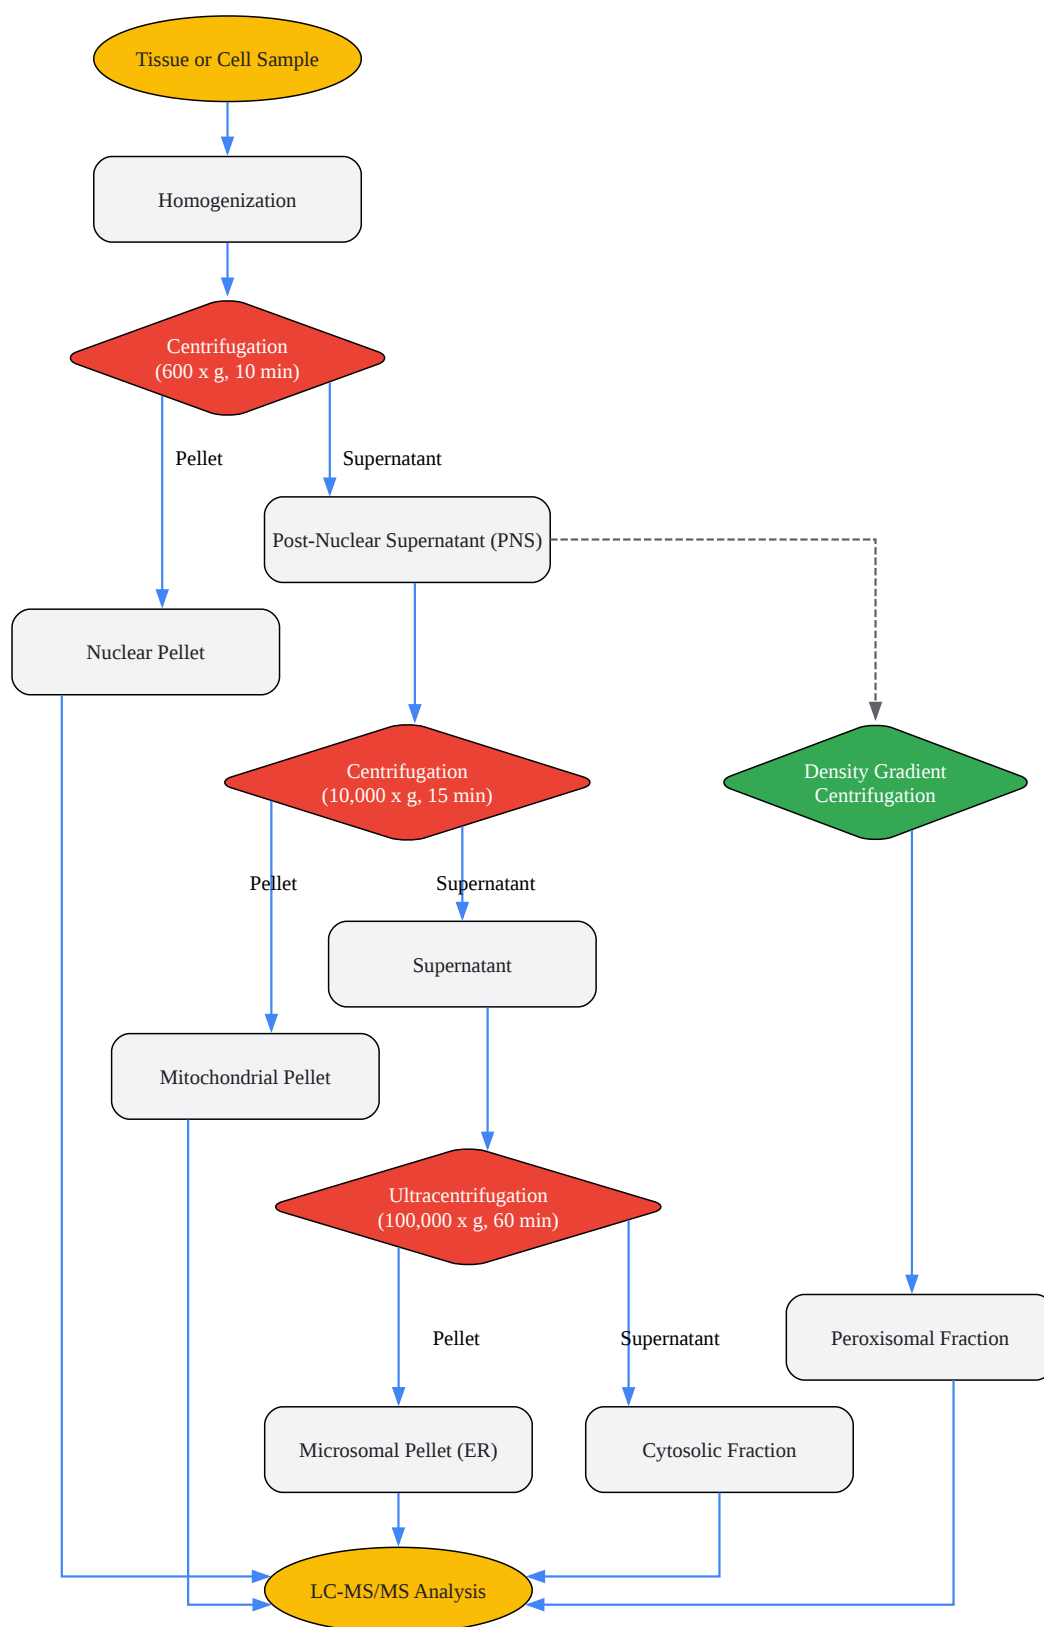 Tissue or Cell Sample
Homogenization
Centrifugation
(600 x g, 10 min)
Pellet
Supernatant
Post-Nuclear Supernatant (PNS)
Nuclear Pellet
Centrifugation
(10,000 x g, 15 min)
Density Gradient
Centrifugation
Pellet
Supernatant
Supernatant
Mitochondrial Pellet
Ultracentrifugation
(100,000 x g, 60 min)
Pellet
Supernatant
Peroxisomal Fraction
Microsomal Pellet (ER)
Cytosolic Fraction
LC-MS/MS Analysis